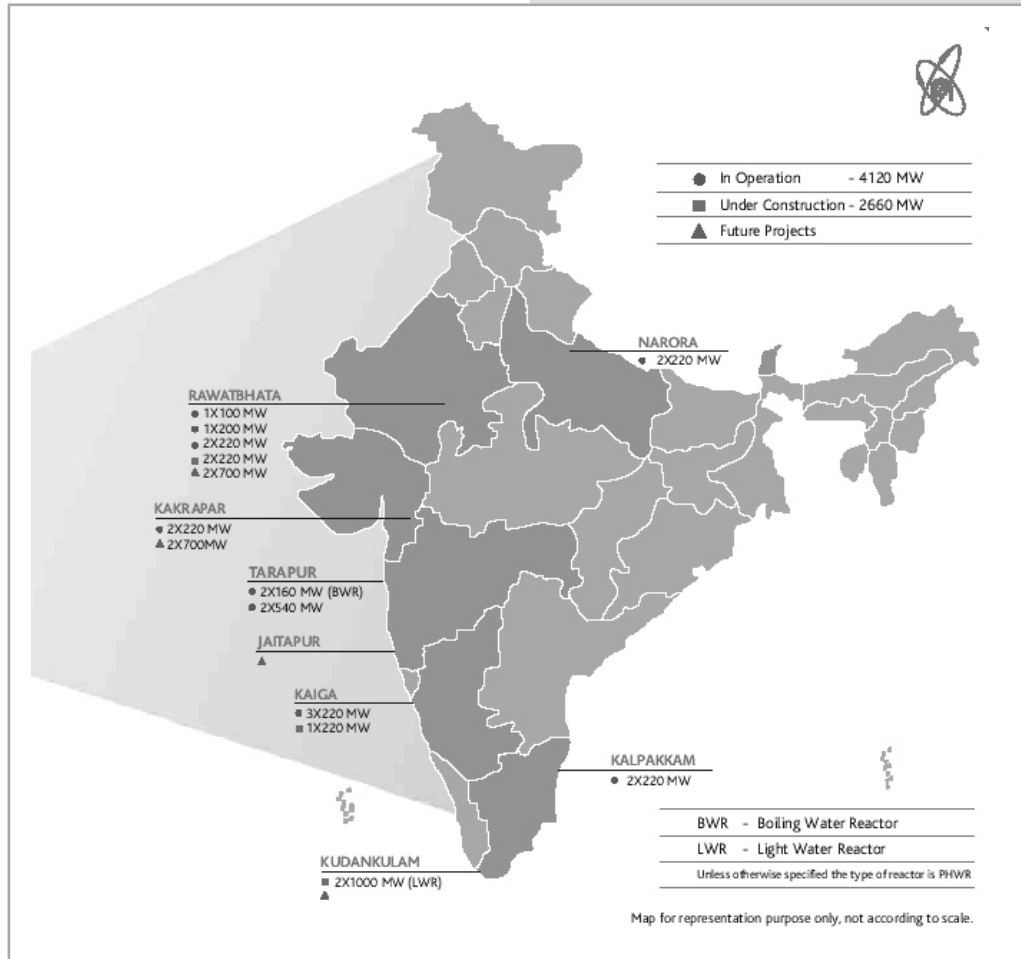 In Operation - 4120 MW
Under Construction - 2660 MW
Future Projects
NARORA
2X220 MW
RAWATBHATA
1X100 MW
1X200 MW
2X220 MW
2X220 MW
2X700 MW
KAKRAPAR
2X220 MW
2X700MW
TARAPUR
2X160 MW (BWR)
2X540 MW
JAITAPUR
KAIGA
3X220 MW
1X220 MW
KALPAKKAM
2X220 MW
KUDANKULAM
2X1000 MW (LWR)
BWR - Boiling Water Reactor
LWR - Light Water Reactor
Unless otherwise specified the type of reactor is PHWR
Map for representation purpose only, not according to scale.